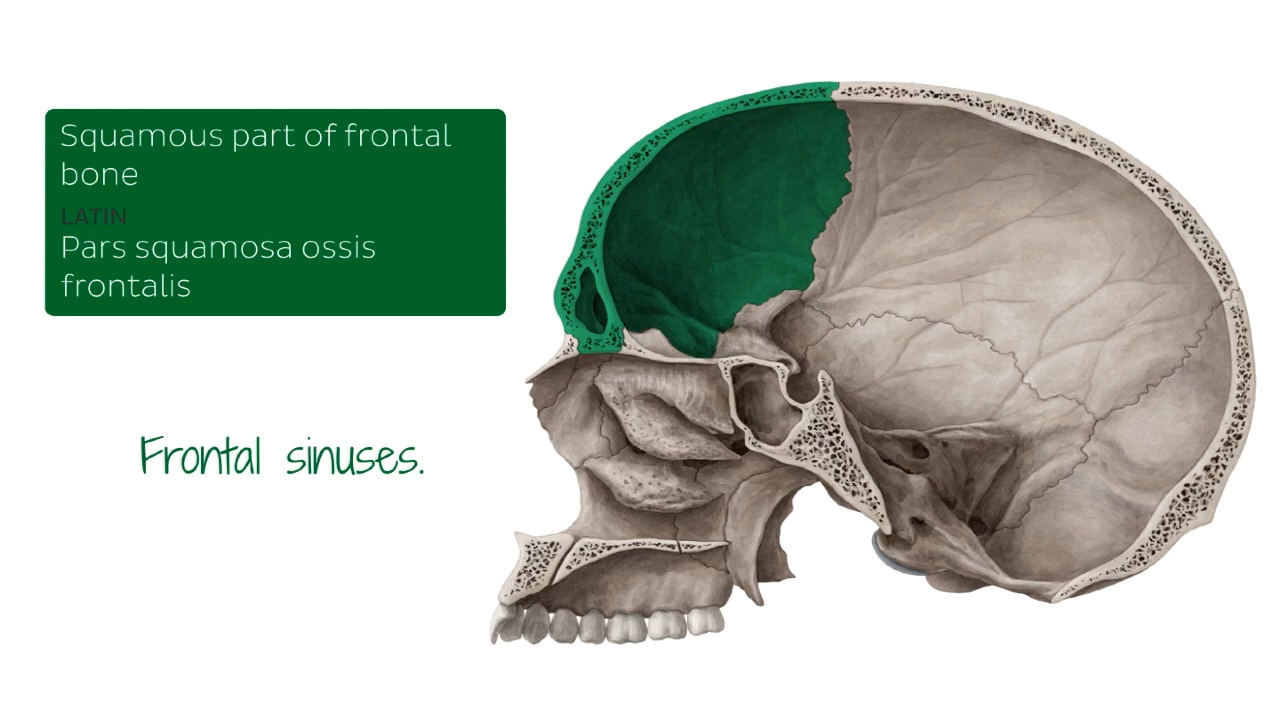 Squamous part of frontal
bone
LATIN
Pars squamosa ossis
frontalis
Frontal sinuses.